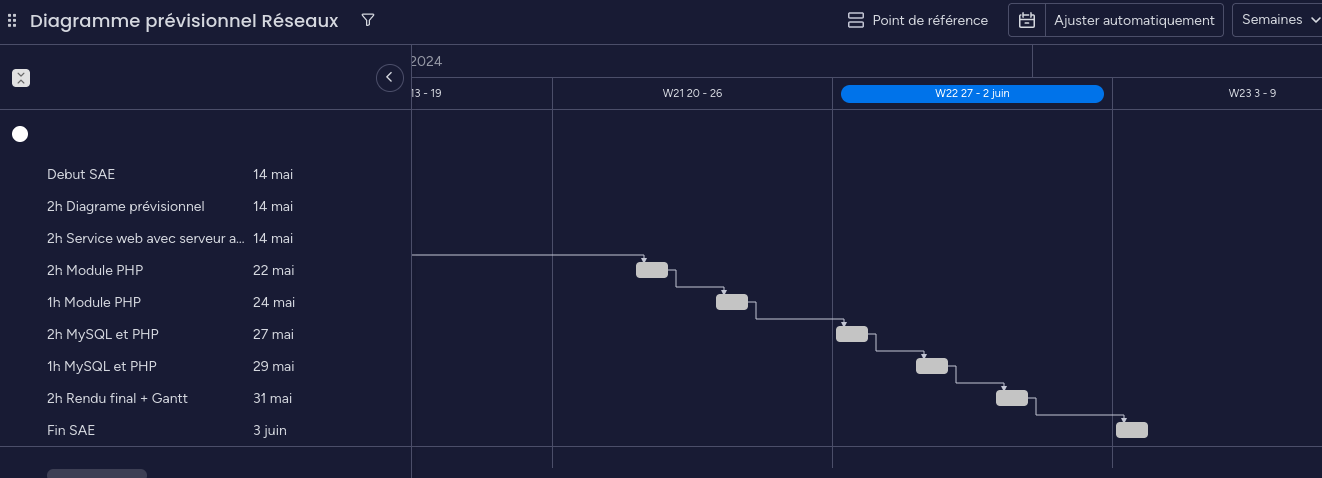 Diagramme prévisionnel Réseaux
Point de référence
Ajuster automatiquement
Semaines
2024
13 - 19
W21 20 - 26
W22 27 - 2 juin
W23 3 - 9
Debut SAE 14 mai
2h Diagrame prévisionnel 14 mai
2h Service web avec serveur a... 14 mai
2h Module PHP 22 mai
1h Module PHP 24 mai
2h MySQL et PHP 27 mai
1h MySQL et PHP 29 mai
2h Rendu final + Gantt 31 mai
Fin SAE 3 juin